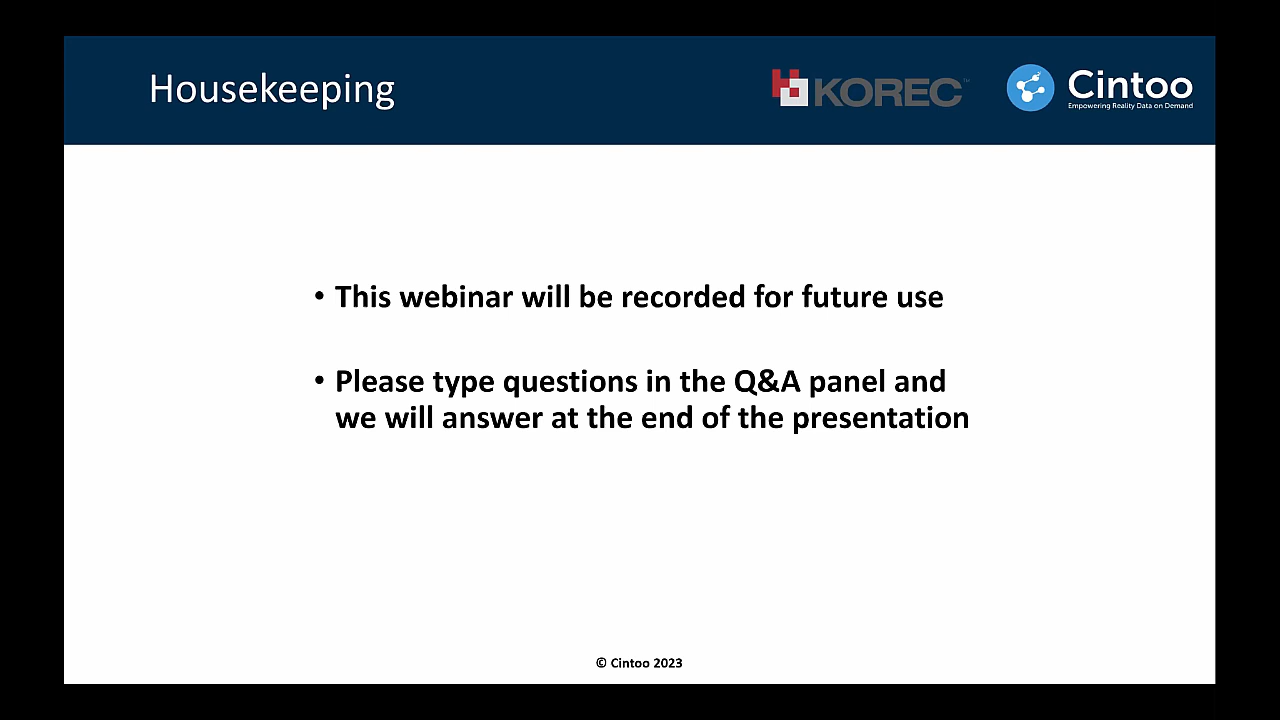 Housekeeping
KOREC™
Cintoo
Empowering Reality Data on Demand
• This webinar will be recorded for future use
• Please type questions in the Q&A panel and
we will answer at the end of the presentation
© Cintoo 2023